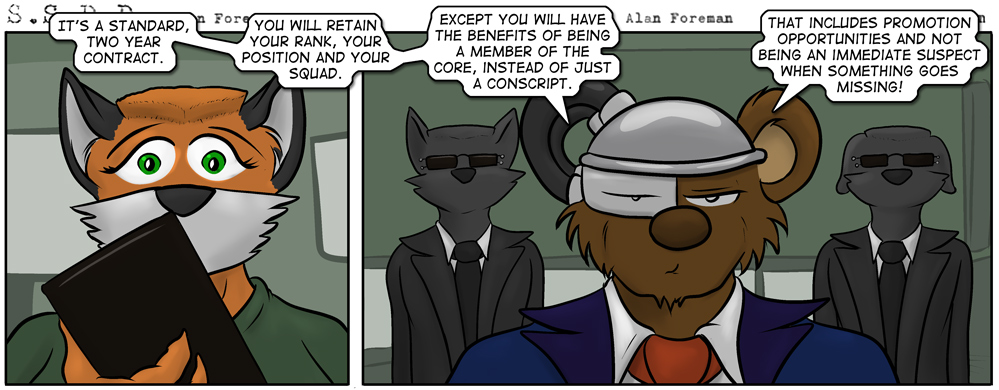 S.S.D.D.
n Fore
Alan Foreman
n
IT'S A STANDARD,
TWO YEAR
CONTRACT.
YOU WILL RETAIN
YOUR RANK, YOUR
POSITION AND YOUR
SQUAD.
EXCEPT YOU WILL HAVE
THE BENEFITS OF BEING
A MEMBER OF THE
CORE, INSTEAD OF JUST
A CONSCRIPT.
THAT INCLUDES PROMOTION
OPPORTUNITIES AND NOT
BEING AN IMMEDIATE SUSPECT
WHEN SOMETHING GOES
MISSING!